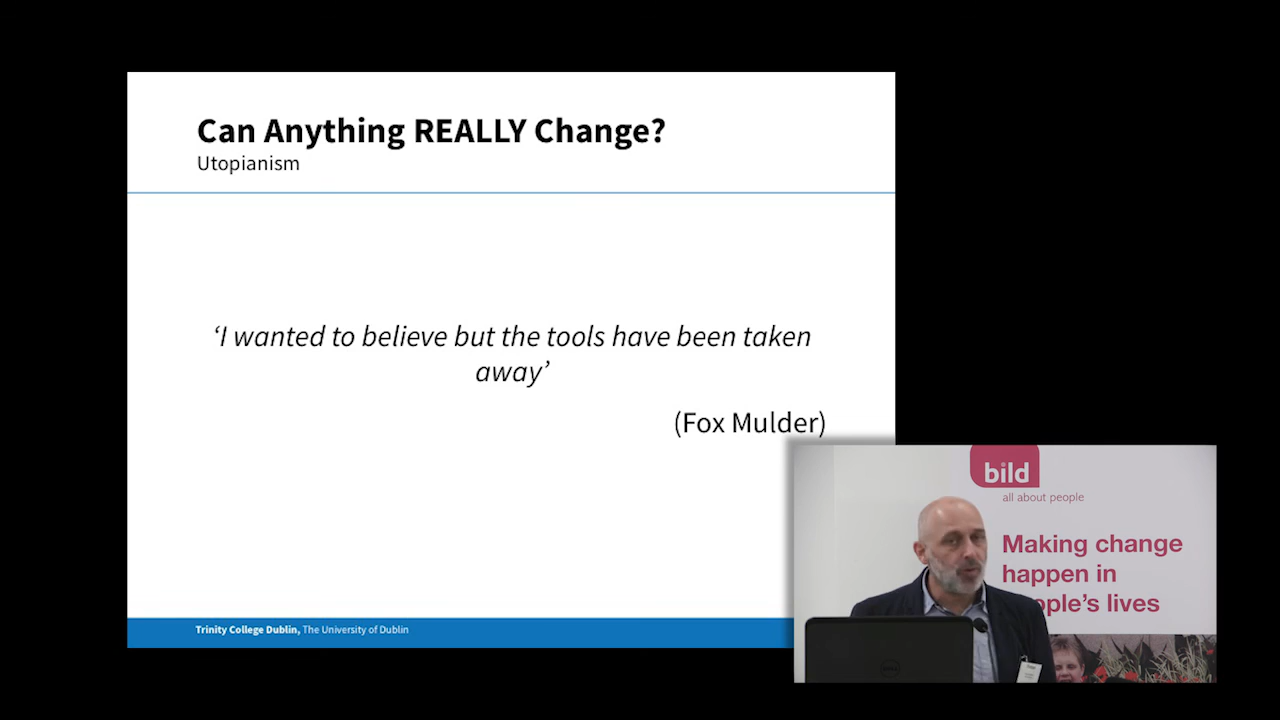 Can Anything REALLY Change?
Utopianism
‘I wanted to believe but the tools have been taken
away’
(Fox Mulder)
Trinity College Dublin, The University of Dublin
bild
all about people
Making change
happen in
ople’s lives
DELL